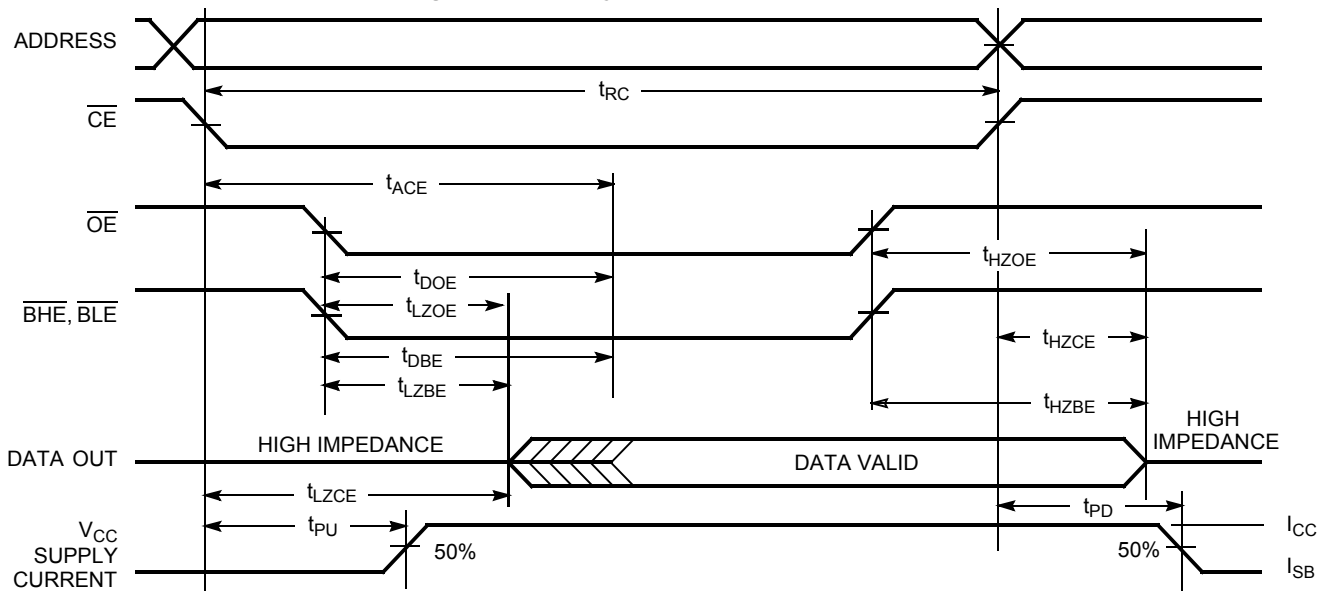 ADDRESS
tRC
CE
tACE
OE
tHZOE
tDOE
BHE, BLE
tLZOE
tHZCE
tDBE
tLZBE
tHZBE
HIGH
IMPEDANCE
HIGH IMPEDANCE
DATA OUT
DATA VALID
tLZCE
tPD
tPU
VCC
SUPPLY
CURRENT
50%
50%
ICC
ISB